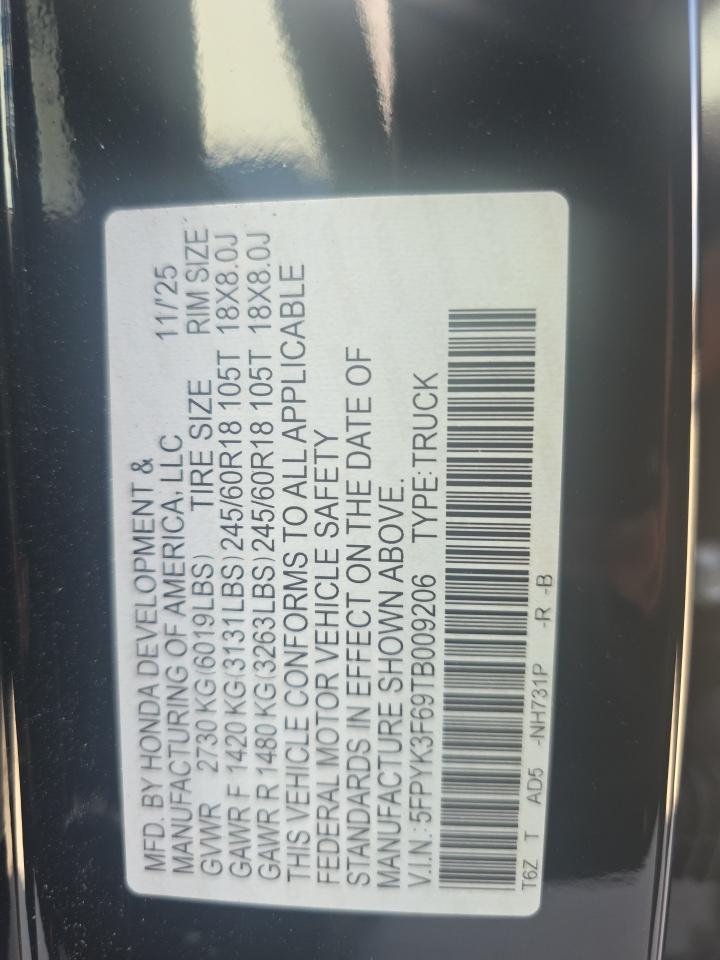 MFD. BY HONDA DEVELOPMENT &
MANUFACTURING OF AMERICA, LLC 11/'25
GVWR 2730 KG(6019LBS) TIRE SIZE RIM SIZE
GAWR F 1420 KG(3131LBS)245/60R18 105T 18X8.0J
GAWR R 1480 KG(3263LBS)245/60R18 105T 18X8.0J
THIS VEHICLE CONFORMS TO ALL APPLICABLE
FEDERAL MOTOR VEHICLE SAFETY
STANDARDS IN EFFECT ON THE DATE OF
MANUFACTURE SHOWN ABOVE.
V.I.N.:5FPYK3F69TB009206 TYPE:TRUCK
T6Z T AD5 -NH731P -R -B